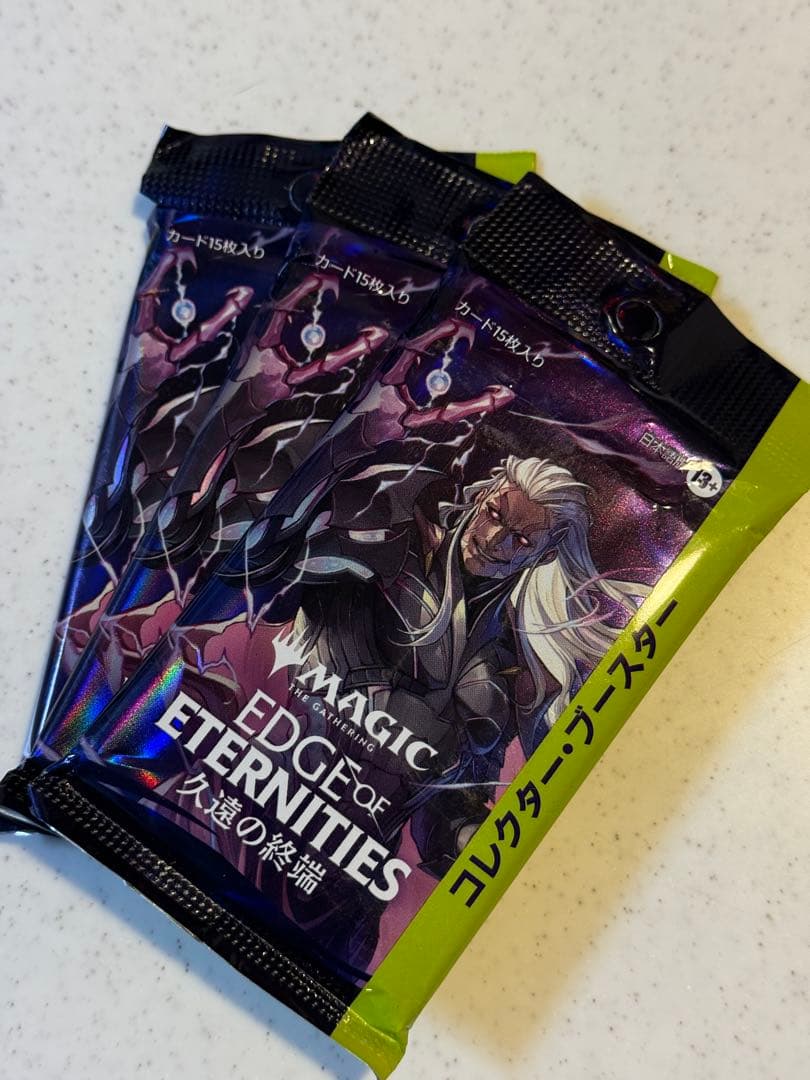 カード15枚入り
カード15枚入り
カード15枚入り
日本語版
13+
MAGIC
THE GATHERING
EDGE OF
ETERNITIES
久遠の終端
コレクター・ブースター